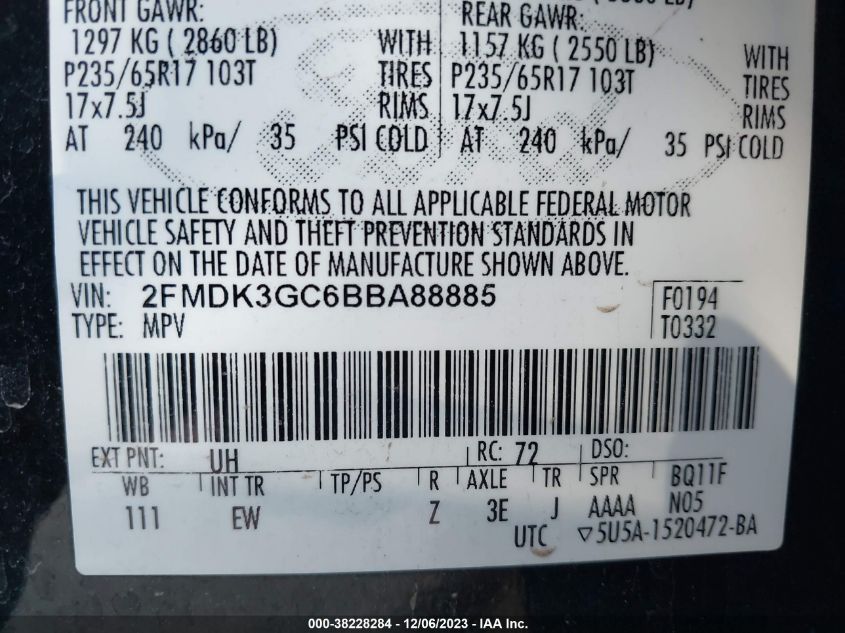 FRONT GAWR: REAR GAWR:
1297 KG ( 2860 LB) WITH 1157 KG ( 2550 LB) WITH
P235/65R17 103T TIRES P235/65R17 103T TIRES
17x7.5J RIMS 17x7.5J RIMS
AT 240 kPa/ 35 PSI COLD AT 240 kPa/ 35 PSI COLD
THIS VEHICLE CONFORMS TO ALL APPLICABLE FEDERAL MOTOR
VEHICLE SAFETY AND THEFT PREVENTION STANDARDS IN
EFFECT ON THE DATE OF MANUFACTURE SHOWN ABOVE.
VIN: 2FMDK3GC6BBA88885 F0194
TYPE: MPV T0332
EXT PNT: UH RC: 72 DSO:
WB INT TR TP/PS R AXLE TR SPR BQ11F
111 EW Z 3E J AAAA N05
UTC ▽5U5A-1520472-BA
000-38228284 - 12/06/2023 - IAAI.com